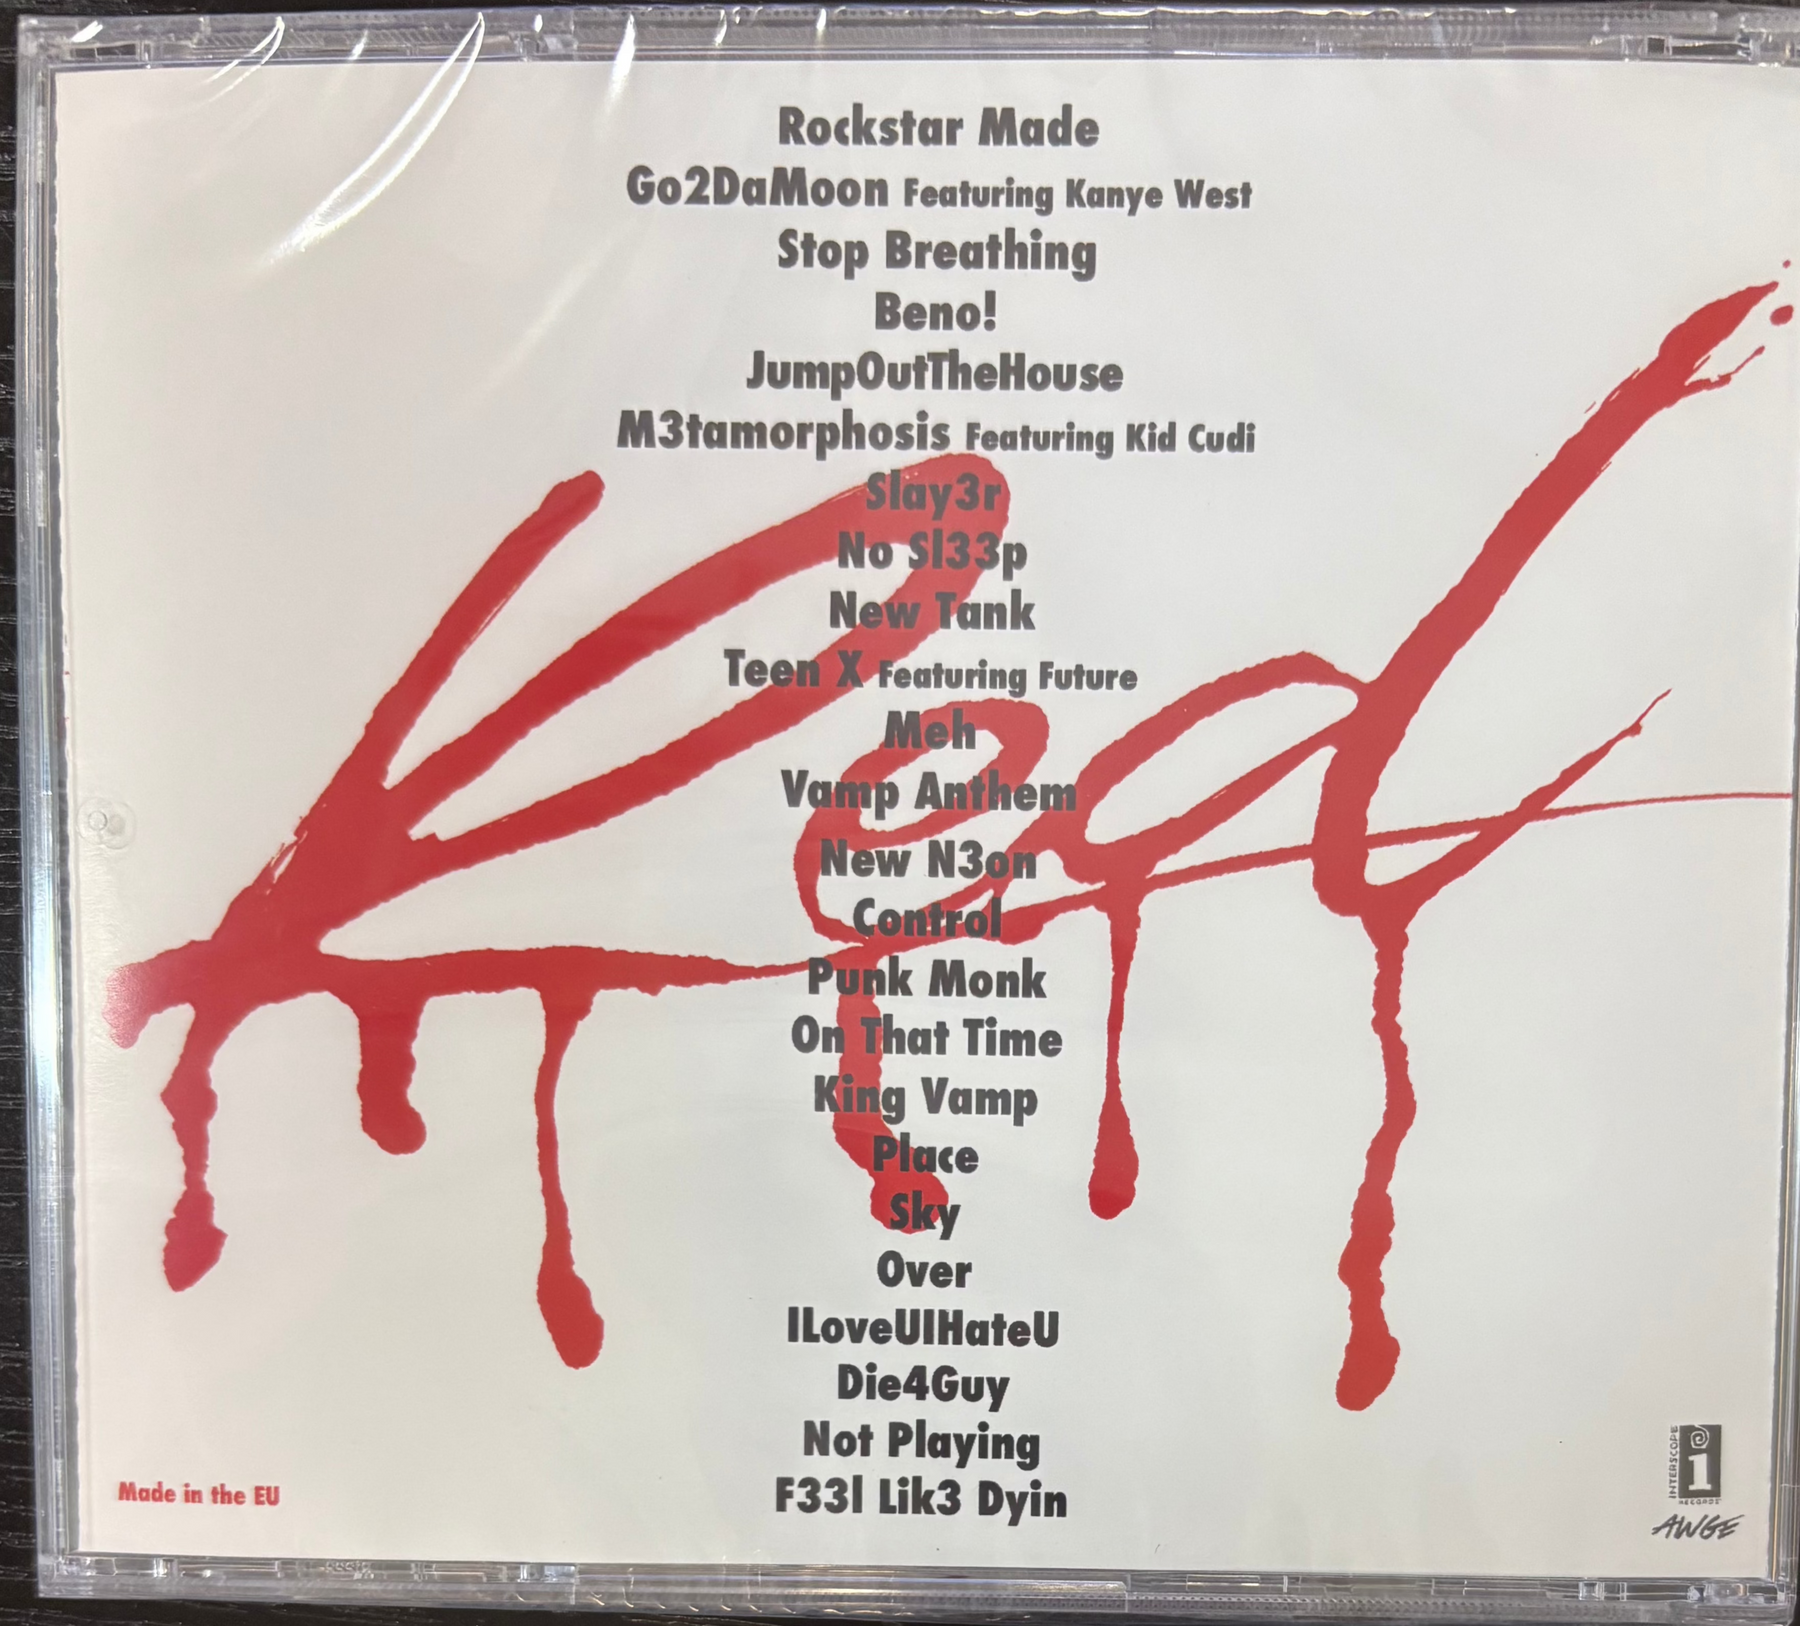 Rockstar Made
Go2DaMoon Featuring Kanye West
Stop Breathing
Beno!
JumpOutTheHouse
M3tamorphosis Featuring Kid Cudi
Slay3r
No Sl33p
New Tank
Teen X Featuring Future
Meh
Vamp Anthem
New N3on
Control
Punk Monk
On That Time
King Vamp
Place
Sky
Over
ILoveUIHateU
Die4Guy
Not Playing
F33l Lik3 Dyin
Red
Made in the EU
INTERSCOPE
i
RECORDS
AWGE